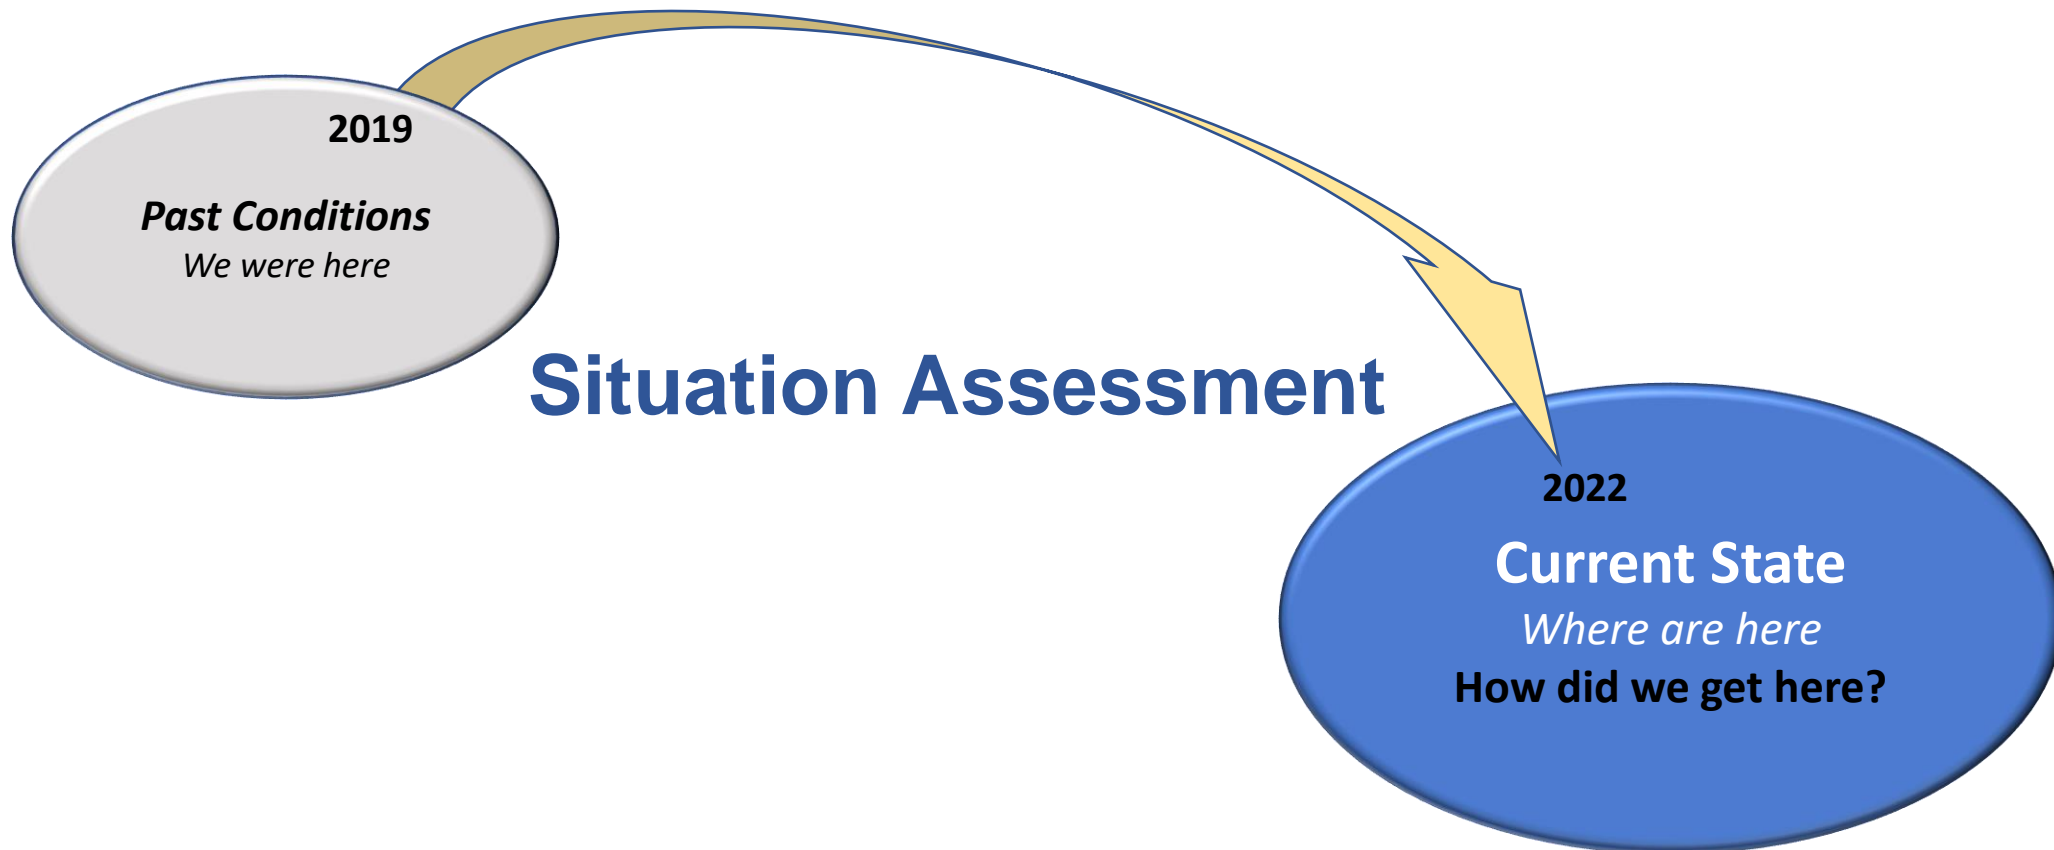 2019
Past Conditions
We were here
Situation Assessment
2022
Current State
Where are here
How did we get here?